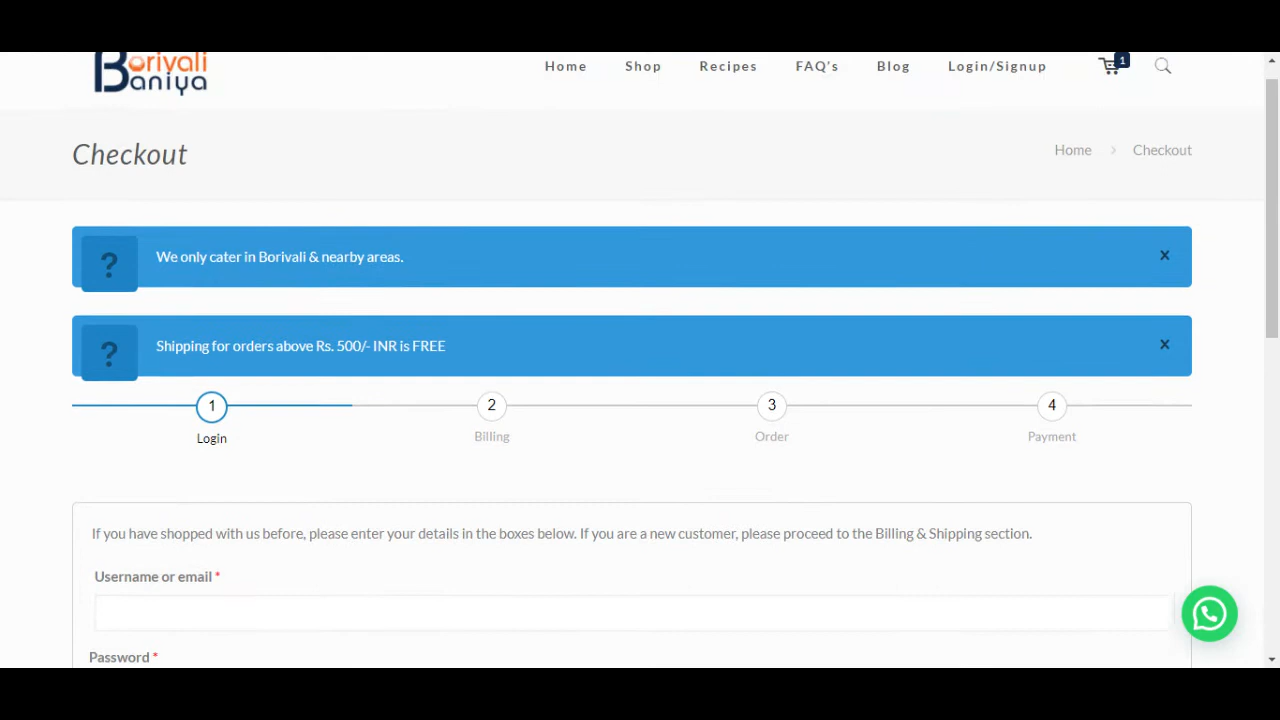 Borivali
Baniya
Home Shop Recipes FAQ's Blog Login/Signup 1
Checkout
Home > Checkout
? We only cater in Borivali & nearby areas. ×
? Shipping for orders above Rs. 500/- INR is FREE ×
1 2 3 4
Login Billing Order Payment
If you have shopped with us before, please enter your details in the boxes below. If you are a new customer, please proceed to the Billing & Shipping section.
Username or email *
Password *